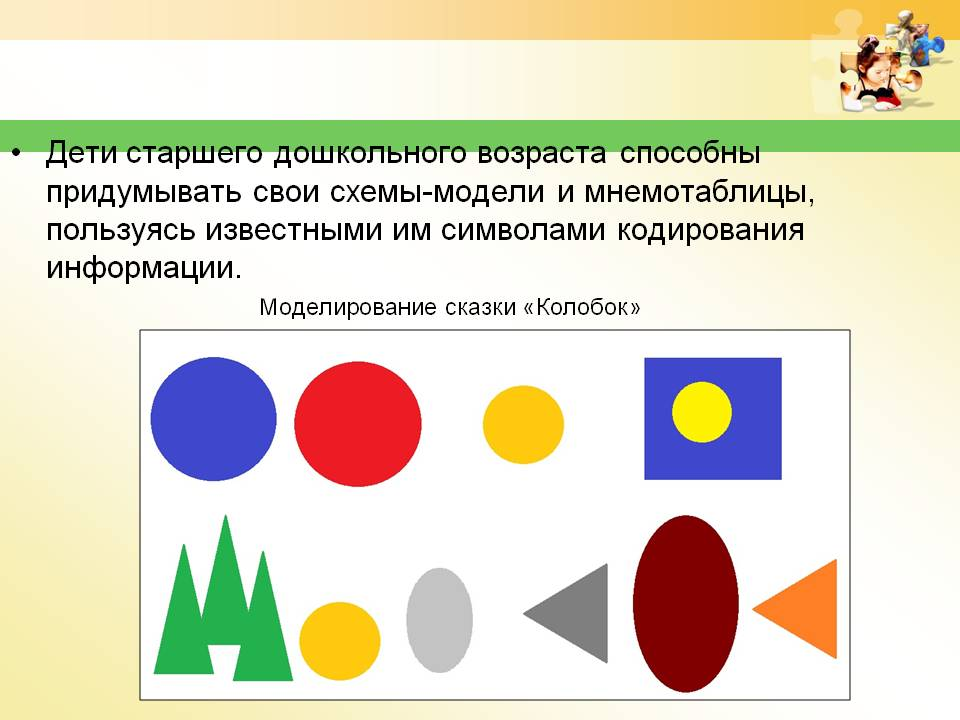 • Дети старшего дошкольного возраста способны
придумывать свои схемы-модели и мнемотаблицы,
пользуясь известными им символами кодирования
информации.
Моделирование сказки «Колобок»